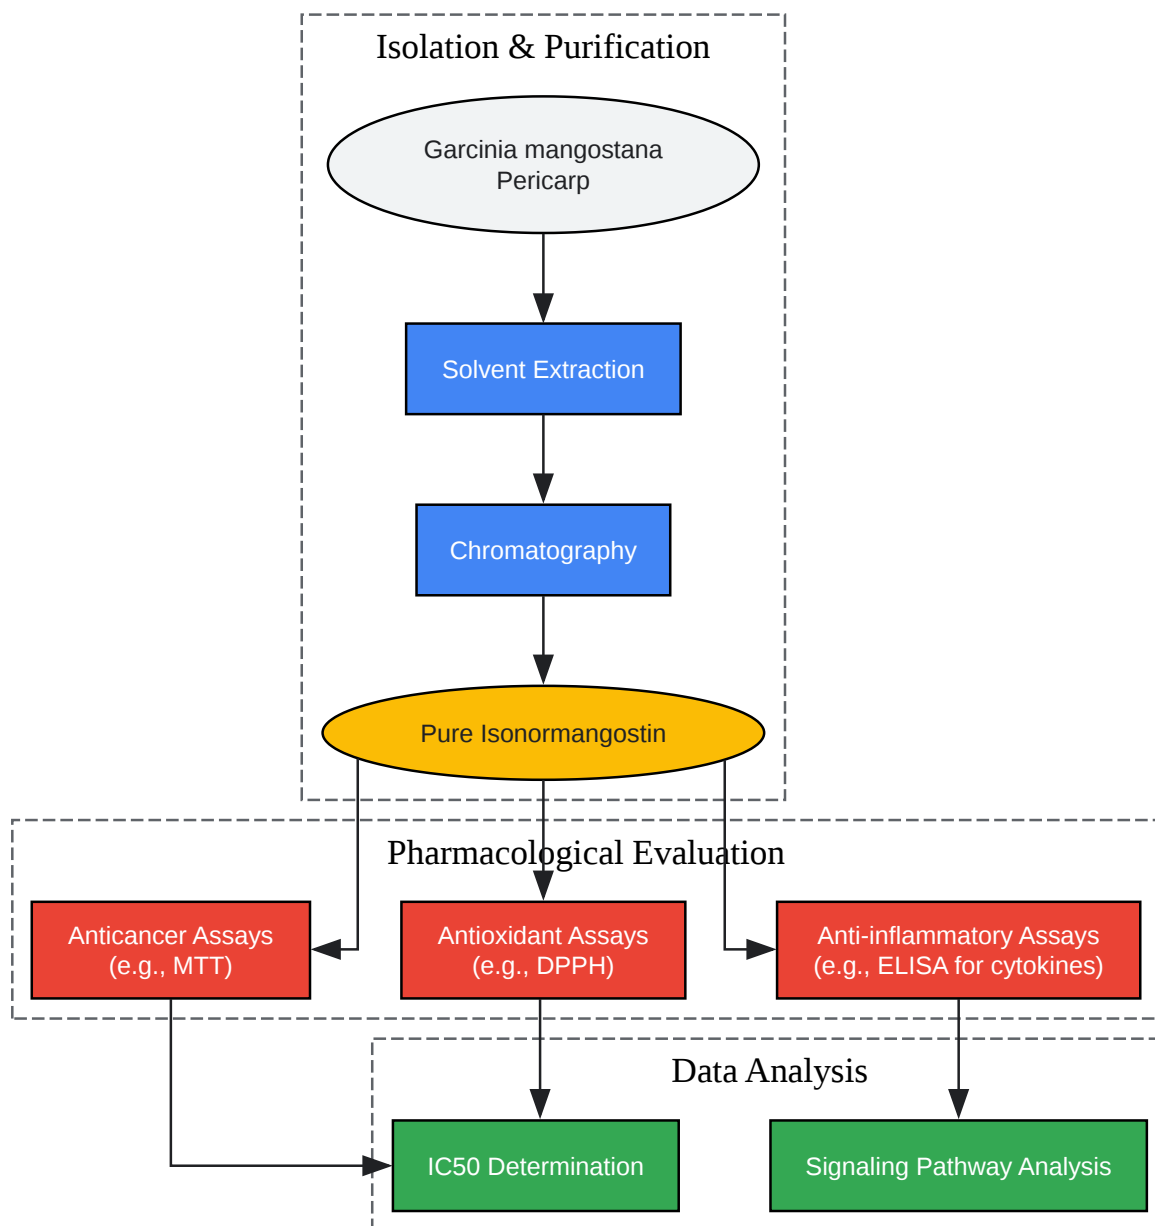 Isolation & Purification
Garcinia mangostana
Pericarp
Solvent Extraction
Chromatography
Pure Isonormangostin
Pharmacological Evaluation
Anticancer Assays
(e.g., MTT)
Antioxidant Assays
(e.g., DPPH)
Anti-inflammatory Assays
(e.g., ELISA for cytokines)
Data Analysis
IC50 Determination
Signaling Pathway Analysis